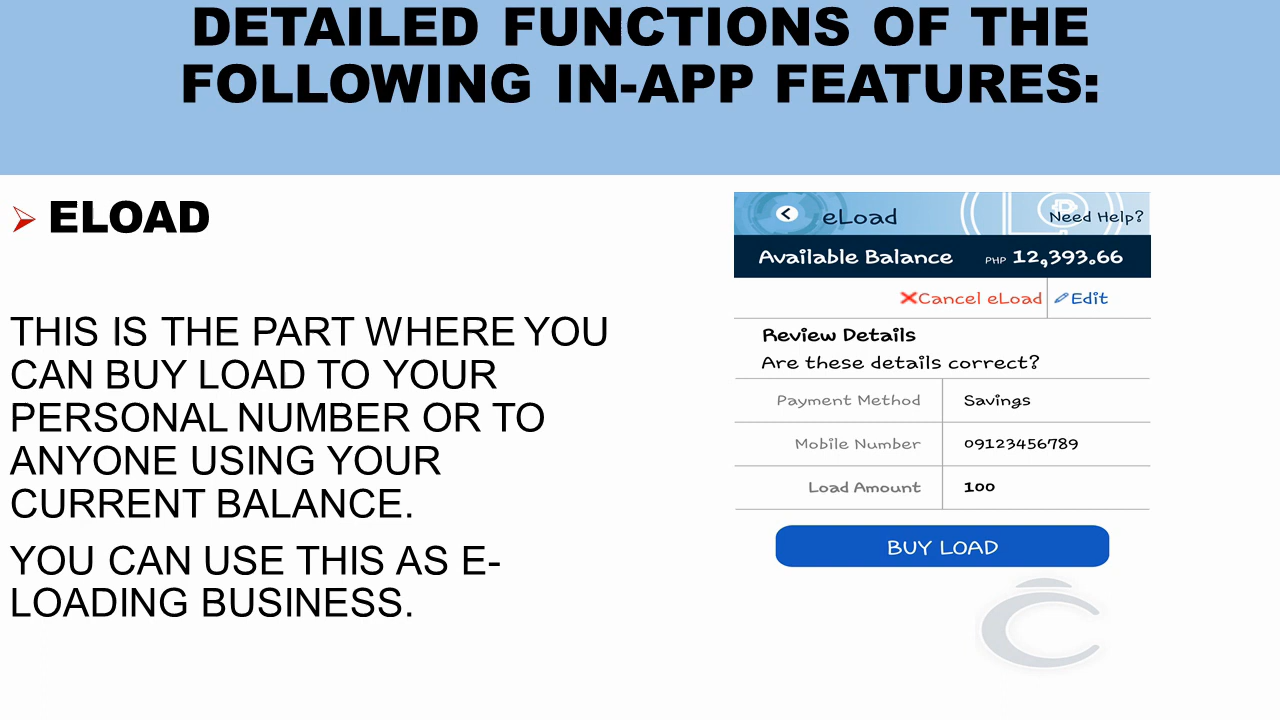 DETAILED FUNCTIONS OF THE
FOLLOWING IN-APP FEATURES:
ELOAD
THIS IS THE PART WHERE YOU
CAN BUY LOAD TO YOUR
PERSONAL NUMBER OR TO
ANYONE USING YOUR
CURRENT BALANCE.
YOU CAN USE THIS AS E-
LOADING BUSINESS.
eLoad Need Help?
Available Balance PHP 12,393.66
Cancel eLoad Edit
Review Details
Are these details correct?
Payment Method Savings
Mobile Number 09123456789
Load Amount 100
BUY LOAD